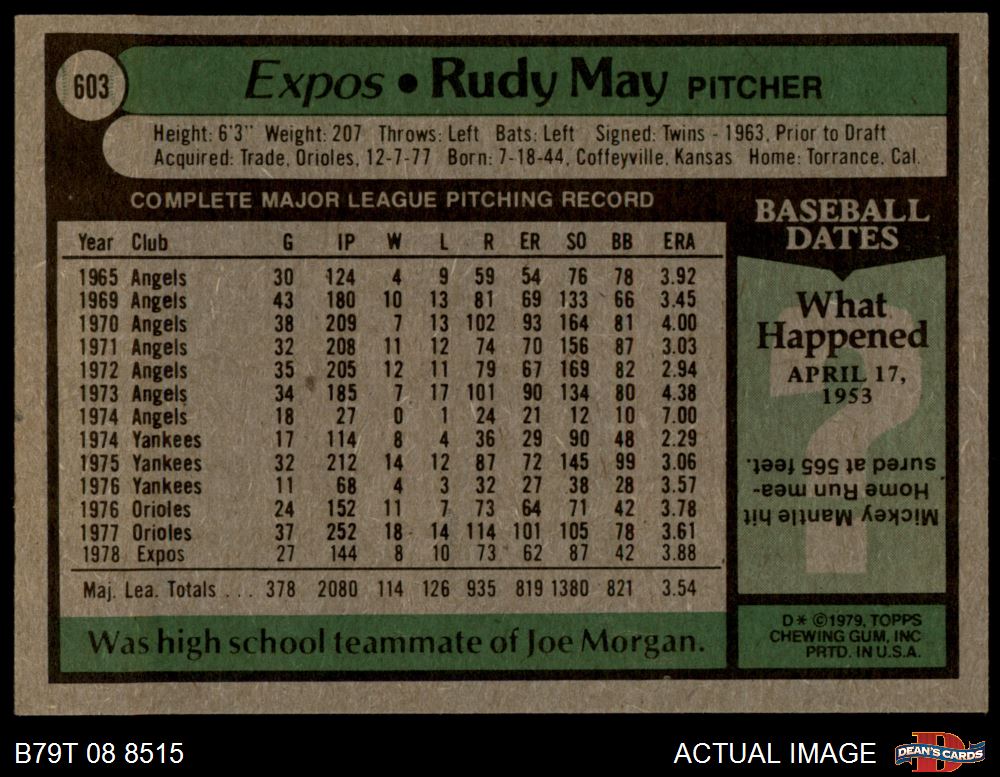 603
Expos • Rudy May PITCHER
Height: 6'3" Weight: 207 Throws: Left Bats: Left Signed: Twins - 1963, Prior to Draft
Acquired: Trade, Orioles, 12-7-77 Born: 7-18-44, Coffeyville, Kansas Home: Torrance, Cal.
COMPLETE MAJOR LEAGUE PITCHING RECORD
Year Club G IP W L R ER SO BB ERA
1965 Angels 30 124 4 9 59 54 76 78 3.92
1969 Angels 43 180 10 13 81 69 133 66 3.45
1970 Angels 38 209 7 13 102 93 164 81 4.00
1971 Angels 32 208 11 12 74 70 156 87 3.03
1972 Angels 35 205 12 11 79 67 169 82 2.94
1973 Angels 34 185 7 17 101 90 134 80 4.38
1974 Angels 18 27 0 1 24 21 12 10 7.00
1974 Yankees 17 114 8 4 36 29 90 48 2.29
1975 Yankees 32 212 14 12 87 72 145 99 3.06
1976 Yankees 11 68 4 3 32 27 38 28 3.57
1976 Orioles 24 152 11 7 73 64 71 42 3.78
1977 Orioles 37 252 18 14 114 101 105 78 3.61
1978 Expos 27 144 8 10 73 62 87 42 3.88
Maj. Lea. Totals . . . 378 2080 114 126 935 819 1380 821 3.54
Was high school teammate of Joe Morgan.
BASEBALL
DATES
?
What
Happened
APRIL 17,
1953
Mickey Mantle hit
Home Run mea-
sured at 565 feet.
D* ©1979, TOPPS
CHEWING GUM, INC
PRTD. IN U.S.A.
B79T 08 8515
ACTUAL IMAGE
D
DEAN'S CARDS